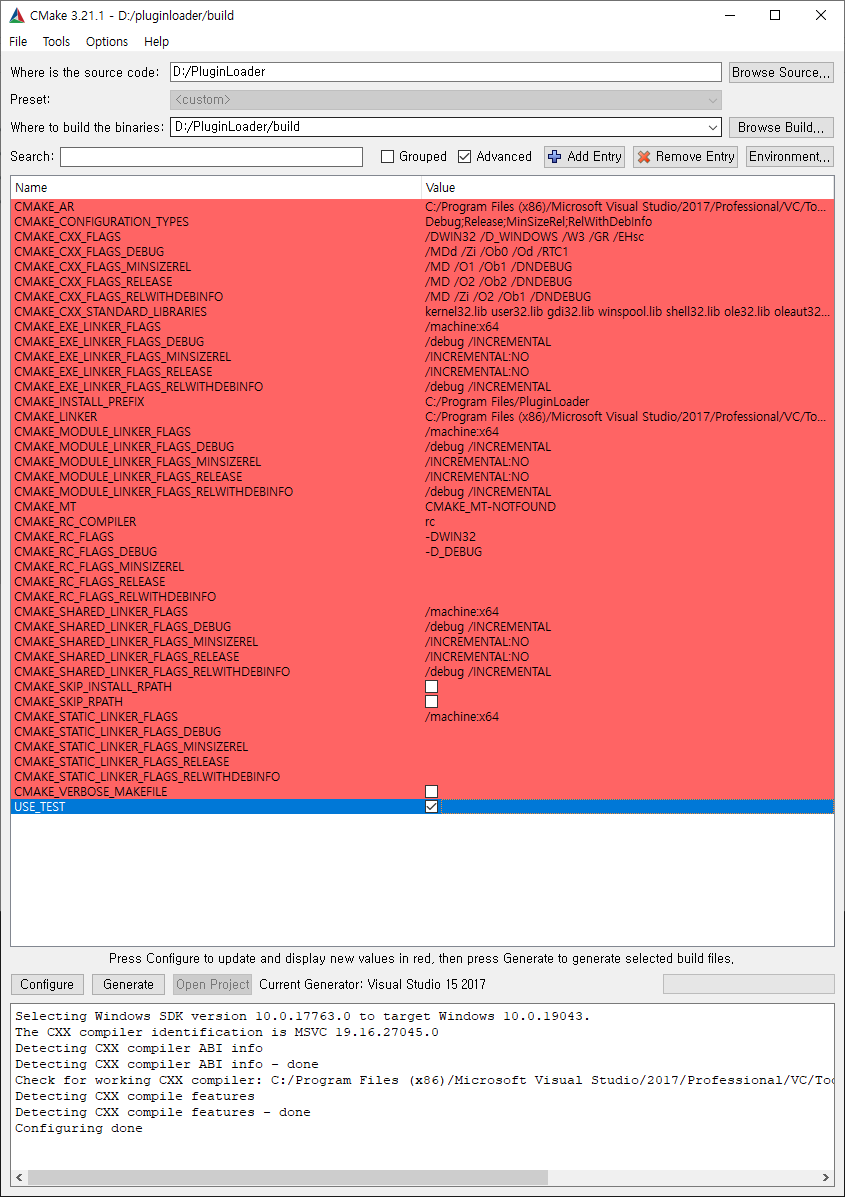 CMake 3.21.1 - D:/pluginloader/build
File Tools Options Help
Where is the source code: D:/PluginLoader Browse Source...
Preset: <custom>
Where to build the binaries: D:/PluginLoader/build Browse Build...
Search: Grouped Advanced Add Entry Remove Entry Environment...
Name Value
CMAKE_AR C:/Program Files (x86)/Microsoft Visual Studio/2017/Professional/VC/To...
CMAKE_CONFIGURATION_TYPES Debug;Release;MinSizeRel;RelWithDebInfo
CMAKE_CXX_FLAGS /DWIN32 /D_WINDOWS /W3 /GR /EHsc
CMAKE_CXX_FLAGS_DEBUG /MDd /Zi /Ob0 /Od /RTC1
CMAKE_CXX_FLAGS_MINSIZEREL /MD /O1 /Ob1 /DNDEBUG
CMAKE_CXX_FLAGS_RELEASE /MD /O2 /Ob2 /DNDEBUG
CMAKE_CXX_FLAGS_RELWITHDEBINFO /MD /Zi /O2 /Ob1 /DNDEBUG
CMAKE_CXX_STANDARD_LIBRARIES kernel32.lib user32.lib gdi32.lib winspool.lib shell32.lib ole32.lib oleaut32...
CMAKE_EXE_LINKER_FLAGS /machine:x64
CMAKE_EXE_LINKER_FLAGS_DEBUG /debug /INCREMENTAL
CMAKE_EXE_LINKER_FLAGS_MINSIZEREL /INCREMENTAL:NO
CMAKE_EXE_LINKER_FLAGS_RELEASE /INCREMENTAL:NO
CMAKE_EXE_LINKER_FLAGS_RELWITHDEBINFO /debug /INCREMENTAL
CMAKE_INSTALL_PREFIX C:/Program Files/PluginLoader
CMAKE_LINKER C:/Program Files (x86)/Microsoft Visual Studio/2017/Professional/VC/To...
CMAKE_MODULE_LINKER_FLAGS /machine:x64
CMAKE_MODULE_LINKER_FLAGS_DEBUG /debug /INCREMENTAL
CMAKE_MODULE_LINKER_FLAGS_MINSIZEREL /INCREMENTAL:NO
CMAKE_MODULE_LINKER_FLAGS_RELEASE /INCREMENTAL:NO
CMAKE_MODULE_LINKER_FLAGS_RELWITHDEBINFO /debug /INCREMENTAL
CMAKE_MT CMAKE_MT-NOTFOUND
CMAKE_RC_COMPILER rc
CMAKE_RC_FLAGS -DWIN32
CMAKE_RC_FLAGS_DEBUG -D_DEBUG
CMAKE_RC_FLAGS_MINSIZEREL
CMAKE_RC_FLAGS_RELEASE
CMAKE_RC_FLAGS_RELWITHDEBINFO
CMAKE_SHARED_LINKER_FLAGS /machine:x64
CMAKE_SHARED_LINKER_FLAGS_DEBUG /debug /INCREMENTAL
CMAKE_SHARED_LINKER_FLAGS_MINSIZEREL /INCREMENTAL:NO
CMAKE_SHARED_LINKER_FLAGS_RELEASE /INCREMENTAL:NO
CMAKE_SHARED_LINKER_FLAGS_RELWITHDEBINFO /debug /INCREMENTAL
CMAKE_SKIP_INSTALL_RPATH
CMAKE_SKIP_RPATH
CMAKE_STATIC_LINKER_FLAGS /machine:x64
CMAKE_STATIC_LINKER_FLAGS_DEBUG
CMAKE_STATIC_LINKER_FLAGS_MINSIZEREL
CMAKE_STATIC_LINKER_FLAGS_RELEASE
CMAKE_STATIC_LINKER_FLAGS_RELWITHDEBINFO
CMAKE_VERBOSE_MAKEFILE
USE_TEST
Press Configure to update and display new values in red, then press Generate to generate selected build files.
Configure Generate Open Project Current Generator: Visual Studio 15 2017
Selecting Windows SDK version 10.0.17763.0 to target Windows 10.0.19043.
The CXX compiler identification is MSVC 19.16.27045.0
Detecting CXX compiler ABI info
Detecting CXX compiler ABI info - done
Check for working CXX compiler: C:/Program Files (x86)/Microsoft Visual Studio/2017/Professional/VC/Too
Detecting CXX compile features
Detecting CXX compile features - done
Configuring done